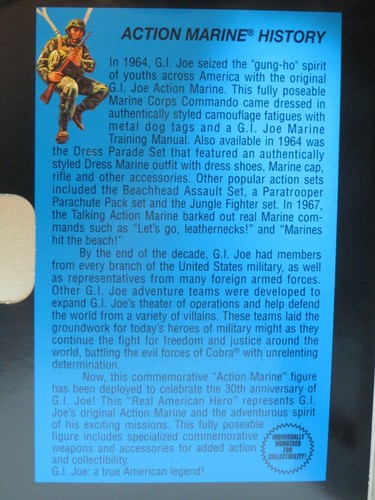 ACTION MARINE® HISTORY
In 1964, G.I. Joe seized the "gung-ho" spirit
of youths across America with the original
G.I. Joe Action Marine. This fully poseable
Marine Corps Commando came dressed in
authentically styled camouflage fatigues with
metal dog tags and a G.I. Joe Marine
Training Manual. Also available in 1964 was
the Dress Parade Set that featured an authentically
styled Dress Marine outfit with dress shoes, Marine cap,
rifle and other accessories. Other popular action sets
included the Beachhead Assault Set, a Paratrooper
Parachute Pack set and the Jungle Fighter set. In 1967,
the Talking Action Marine barked out real Marine com-
mands such as "Let's go, leathernecks!" and "Marines
hit the beach!"
By the end of the decade, G.I. Joe had members
from every branch of the United States military, as well
as representatives from many foreign armed forces.
Other G.I. Joe adventure teams were developed to
expand G.I. Joe's theater of operations and help defend
the world from a variety of villains. These teams laid the
groundwork for today's heroes of military might as they
continue the fight for freedom and justice around the
world, battling the evil forces of Cobra® with unrelenting
determination.
Now, this commemorative "Action Marine" figure
has been deployed to celebrate the 30th anniversary of
G.I. Joe! This "Real American Hero" represents G.I.
Joe's original Action Marine and the adventurous spirit
of his exciting missions. This fully poseable
figure includes specialized commemorative
weapons and accessories for added action
and collectibility.
G.I. Joe: a true American legend!
INDIVIDUALLY
NUMBERED
FOR
COLLECTIBILITY!